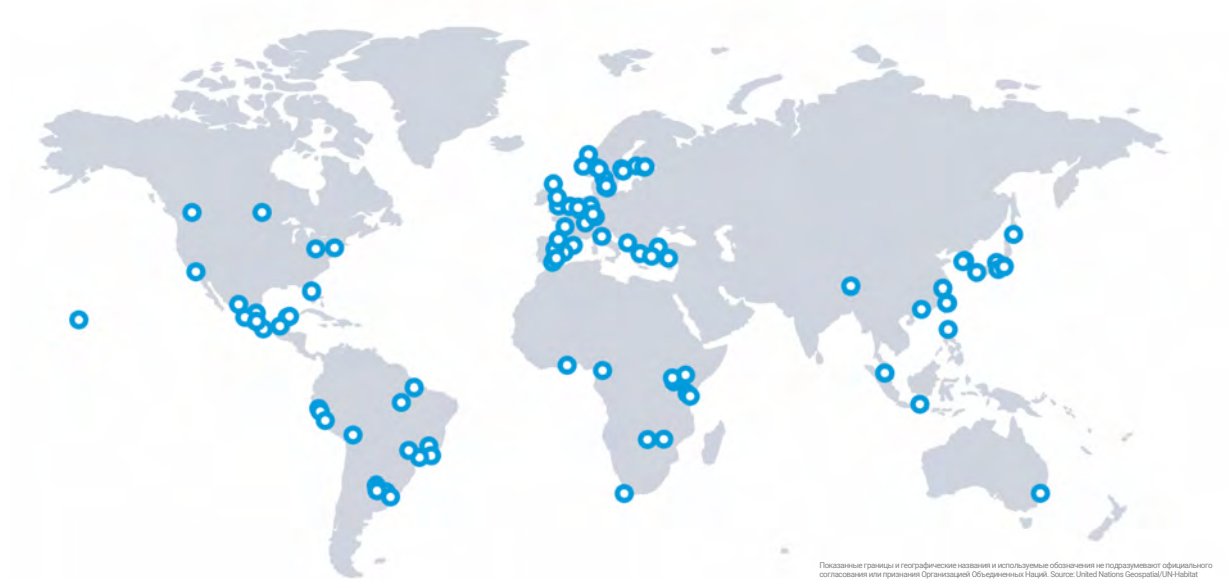 Показанные границы и географические названия и используемые обозначения не подразумевают официального
согласования или признания Организацией Объединенных Наций. Source: United Nations Geospatial/UN-Habitat